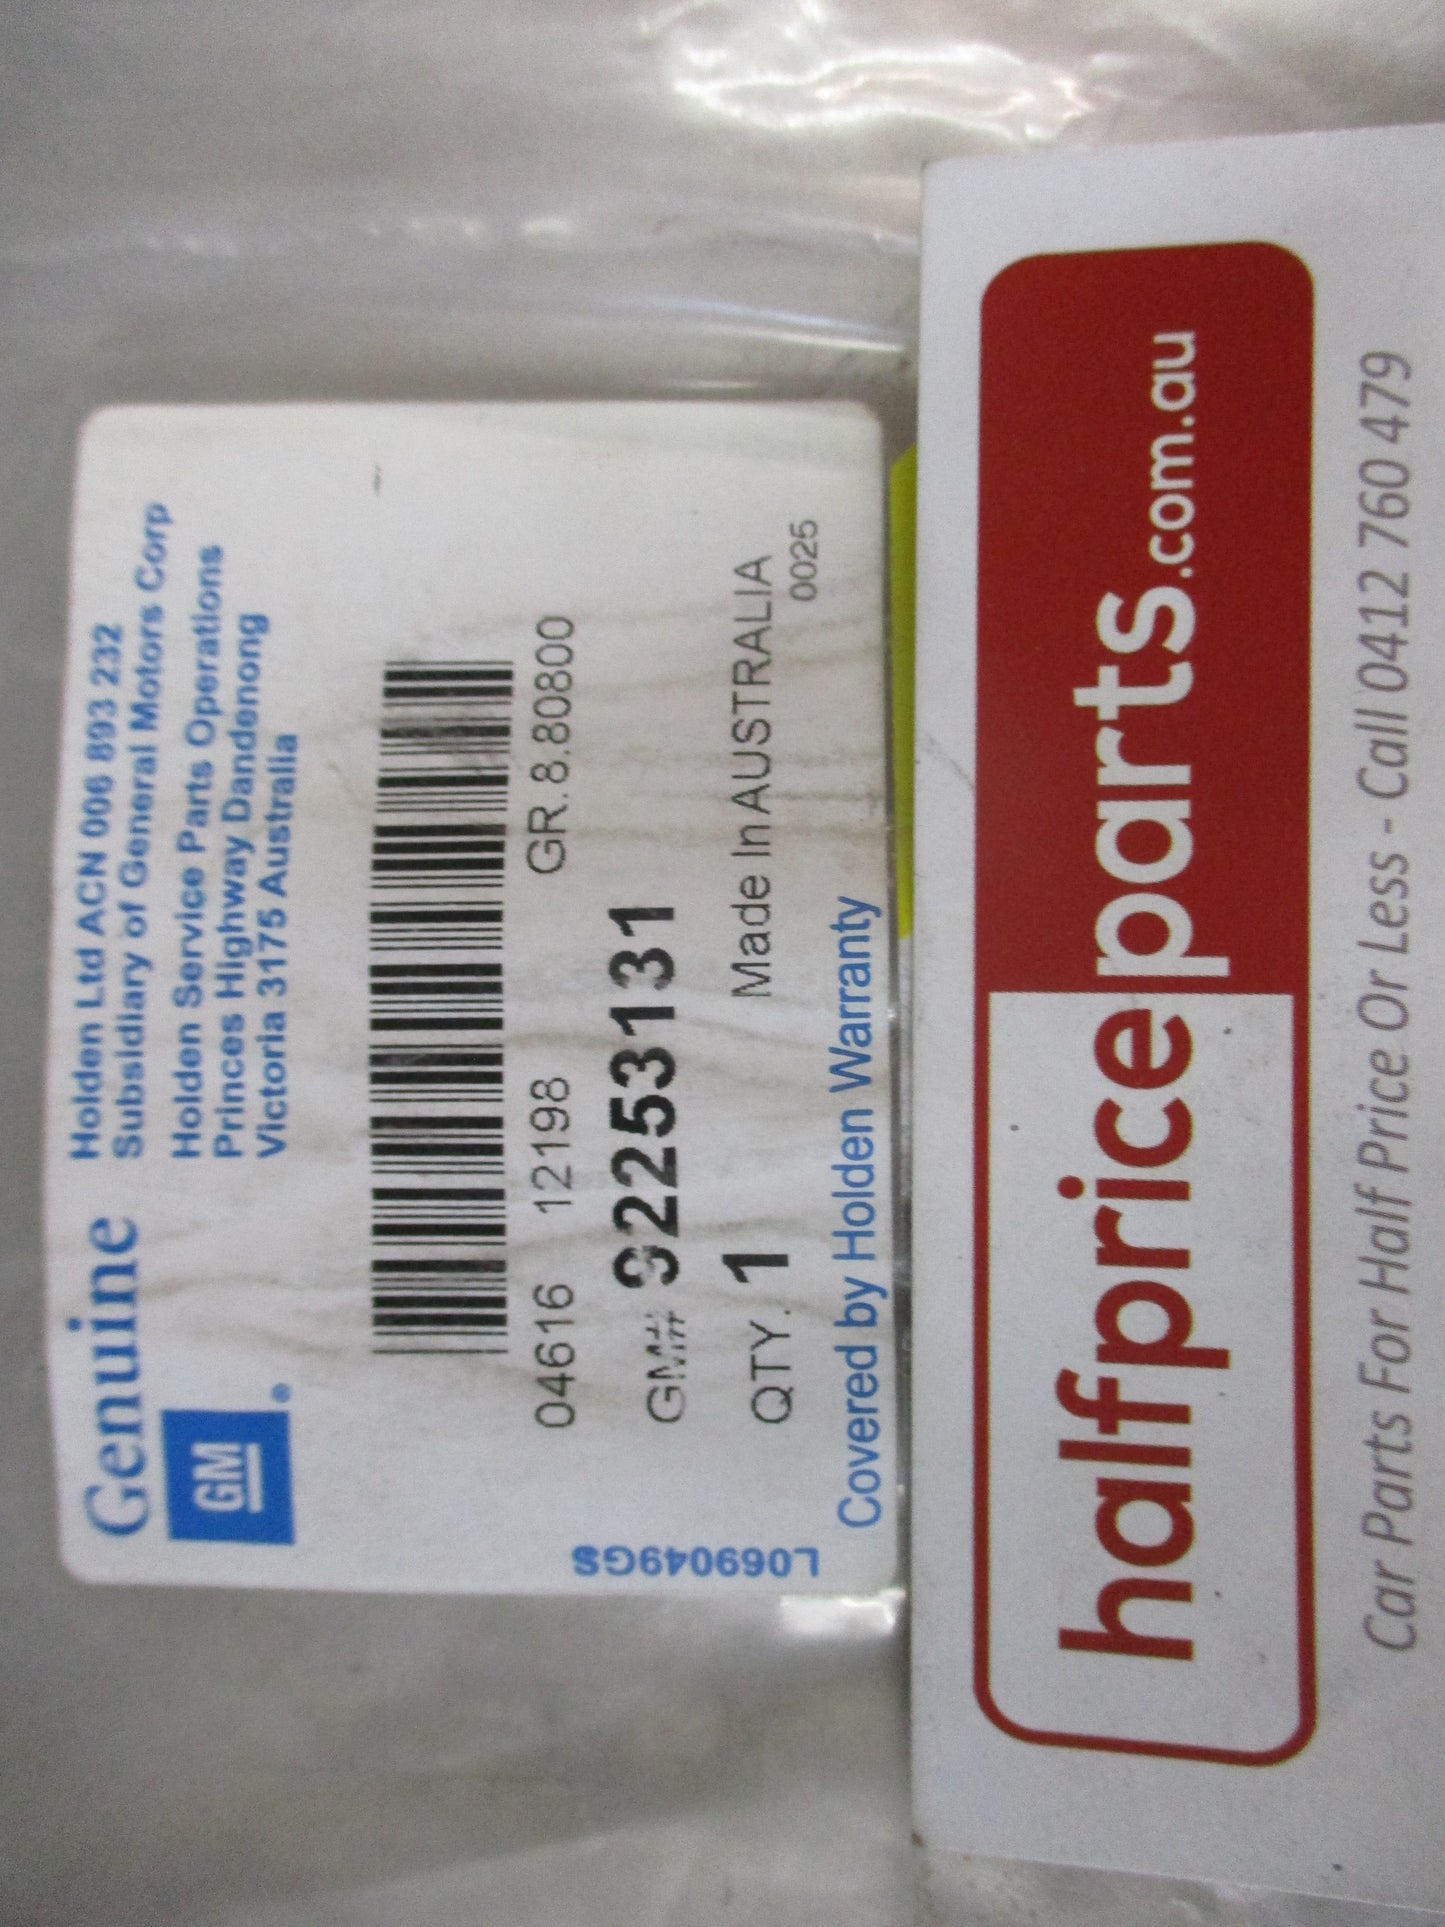 Genuine
GM
®
Holden Ltd ACN 006 893 232
Subsidiary of General Motors Corp
Holden Service Parts Operations
Princes Highway Dandenong
Victoria 3175 Australia
04616 12198 GR.8.80800
GM# 92253131
QTY. 1 Made In AUSTRALIA
0025
Covered by Holden Warranty
L069049GS
halfpriceparts.com.au
Car Parts For Half Price Or Less - Call 0412 760 479